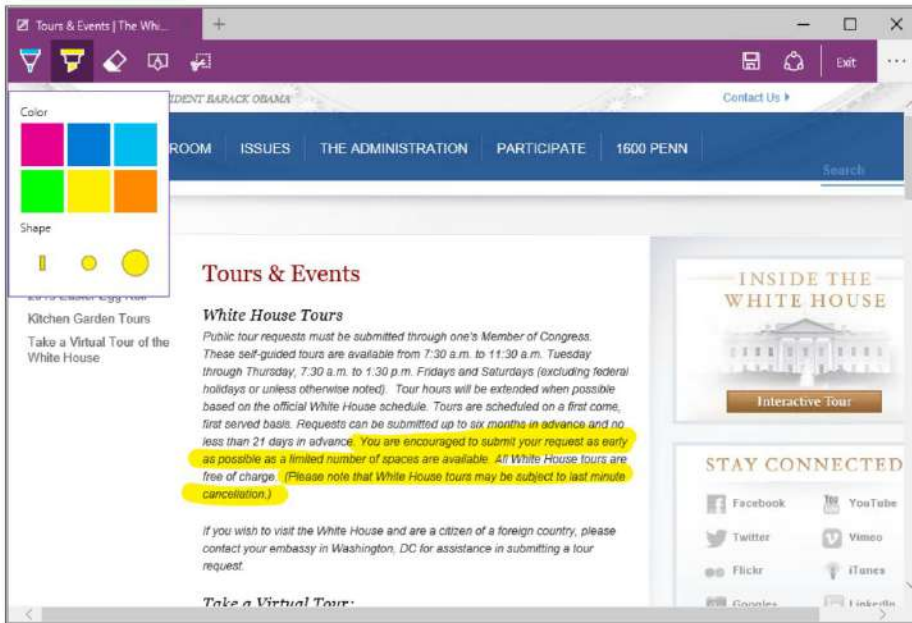 Tours & Events | The Whi...
Exit
IDENT BARACK OBAMA
Contact Us
Color
ROOM ISSUES THE ADMINISTRATION PARTICIPATE 1600 PENN
Search
Shape
Kitchen Garden Tours
Take a Virtual Tour of the
White House
Tours & Events
White House Tours
Public tour requests must be submitted through one's Member of Congress.
These self-guided tours are available from 7:30 a.m. to 11:30 a.m. Tuesday
through Thursday, 7:30 a.m. to 1:30 p.m. Fridays and Saturdays (excluding federal
holidays or unless otherwise noted). Tour hours will be extended when possible
based on the official White House schedule. Tours are scheduled on a first come,
first served basis. Requests can be submitted up to six months in advance and no
less than 21 days in advance. You are encouraged to submit your request as early
as possible as a limited number of spaces are available. All White House tours are
free of charge. (Please note that White House tours may be subject to last minute
cancellation.)
If you wish to visit the White House and are a citizen of a foreign country, please
contact your embassy in Washington, DC for assistance in submitting a tour
request.
Take a Virtual Tour:
INSIDE THE
WHITE HOUSE
Interactive Tour
STAY CONNECTED
Facebook YouTube
Twitter Vimeo
Flickr iTunes
Google+ LinkedIn